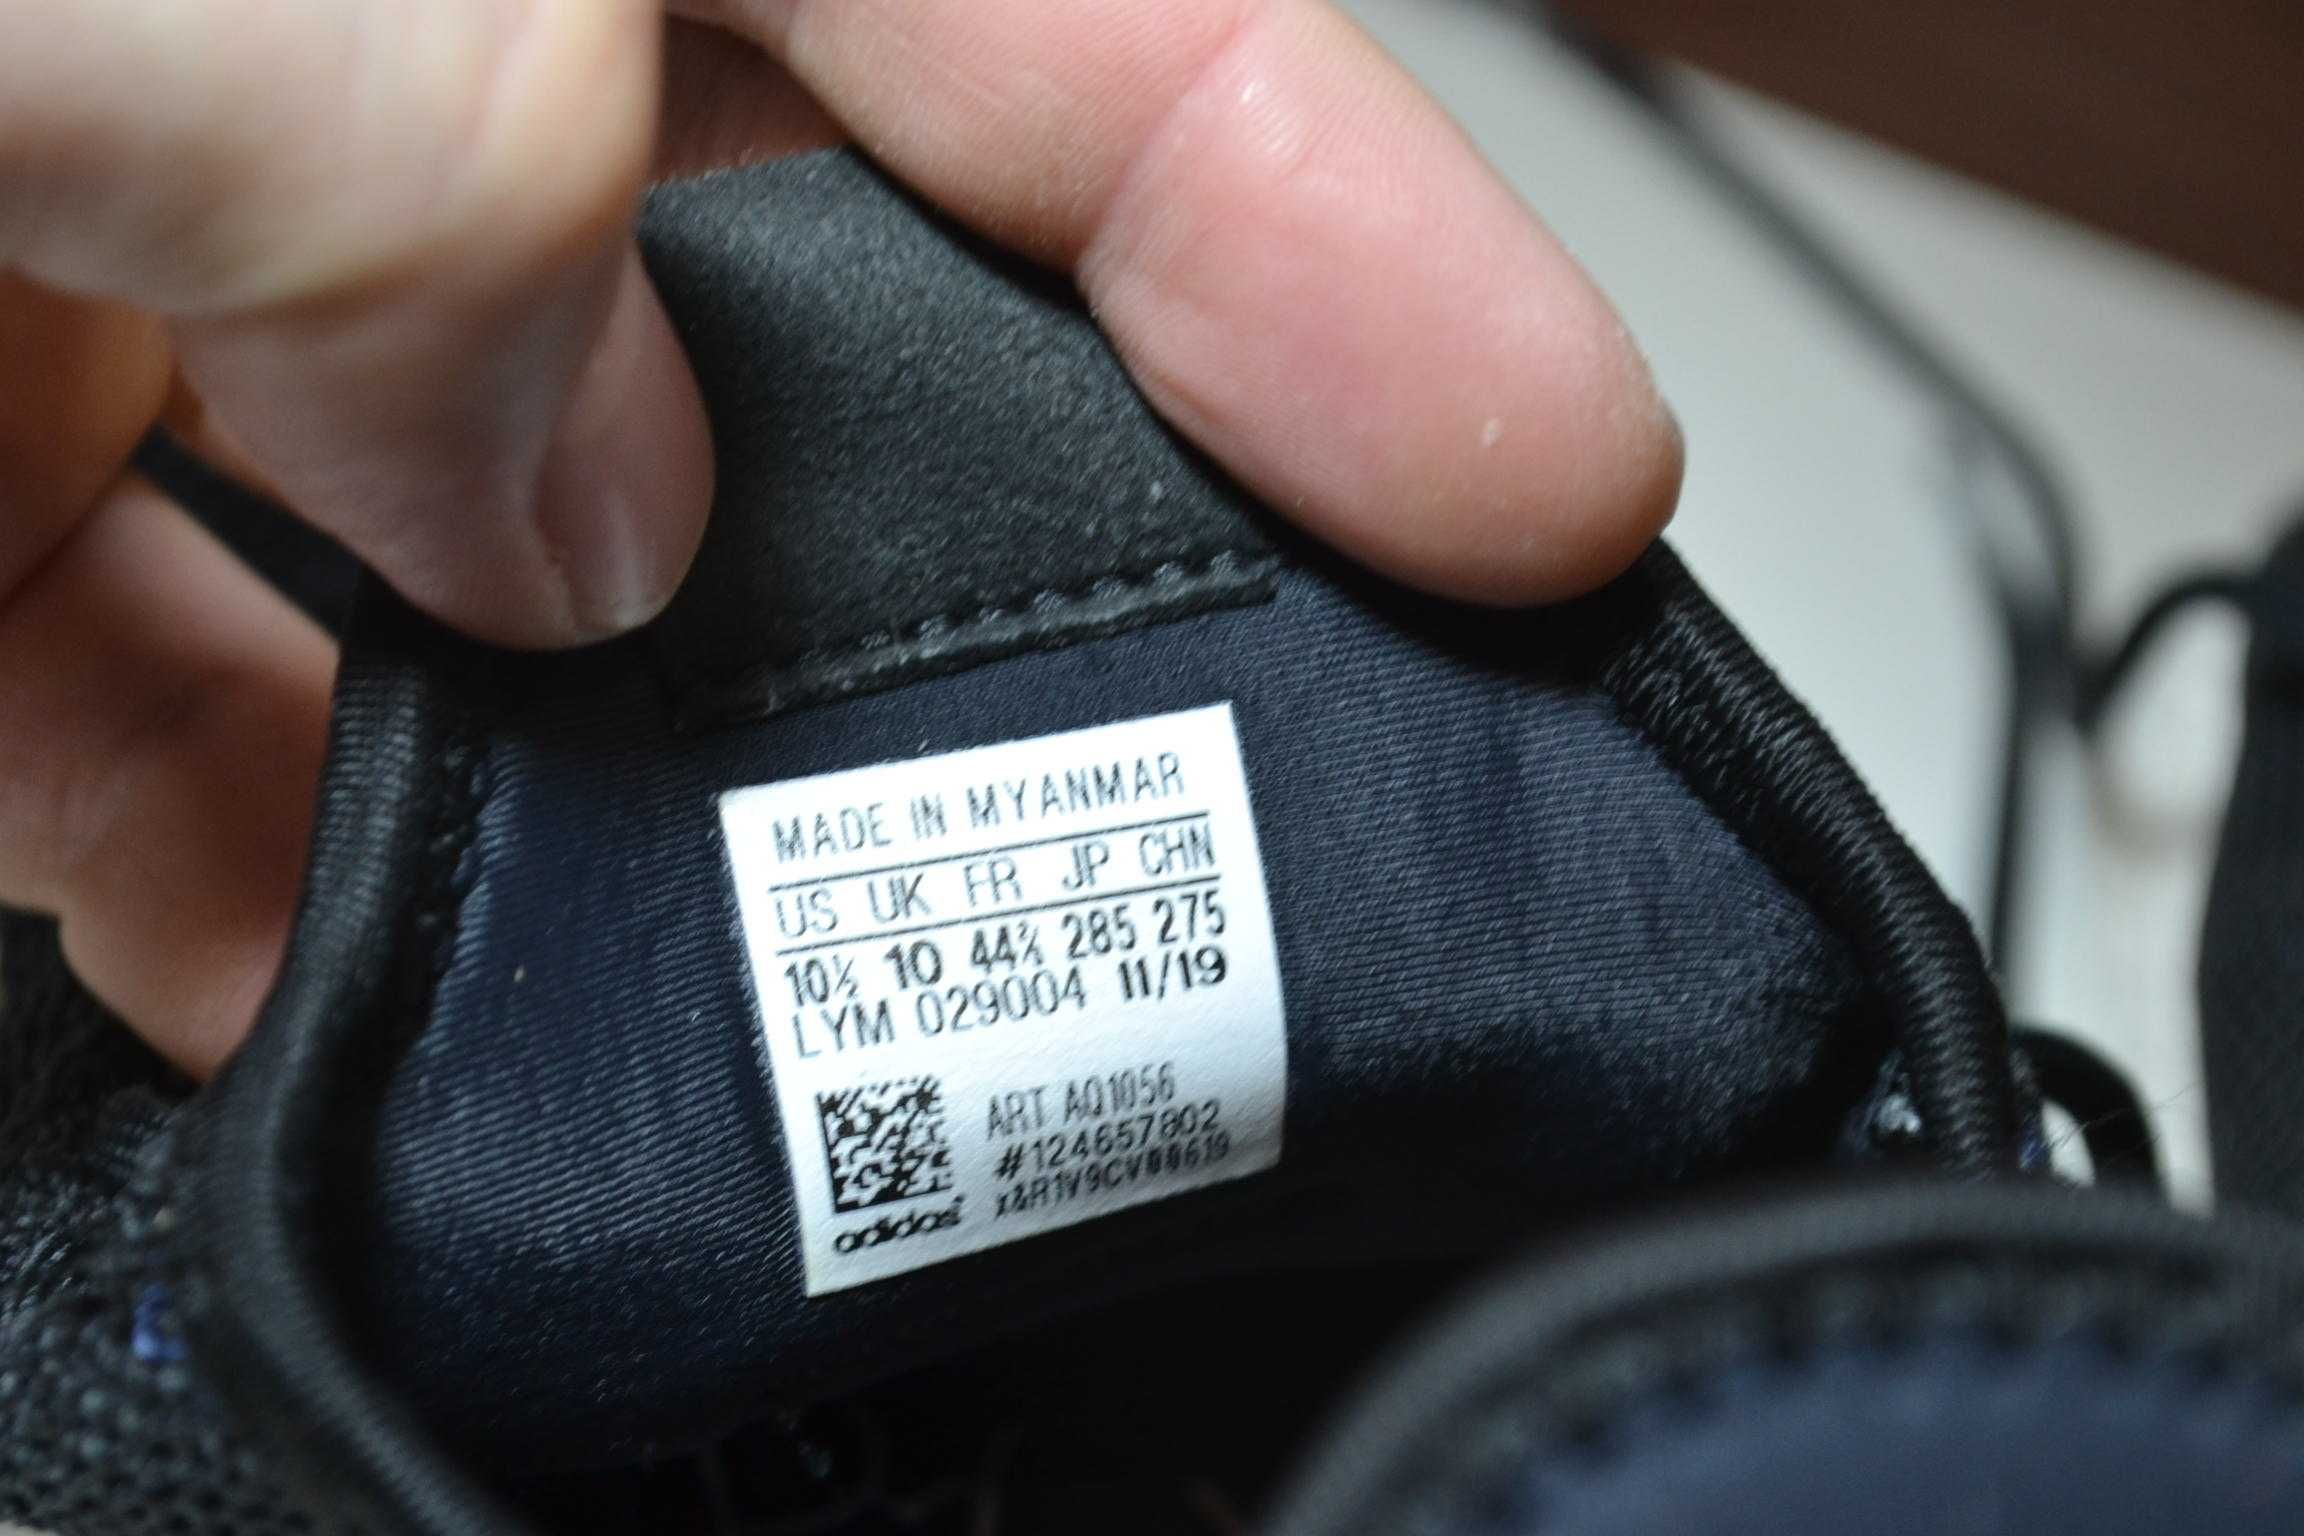 MADE IN MYANMAR
US UK FR JP CHN
10½ 10 44⅔ 285 275
LYM 029004 11/19
ART AQ1056
#124657802
x&R1V9CV00619
adidas